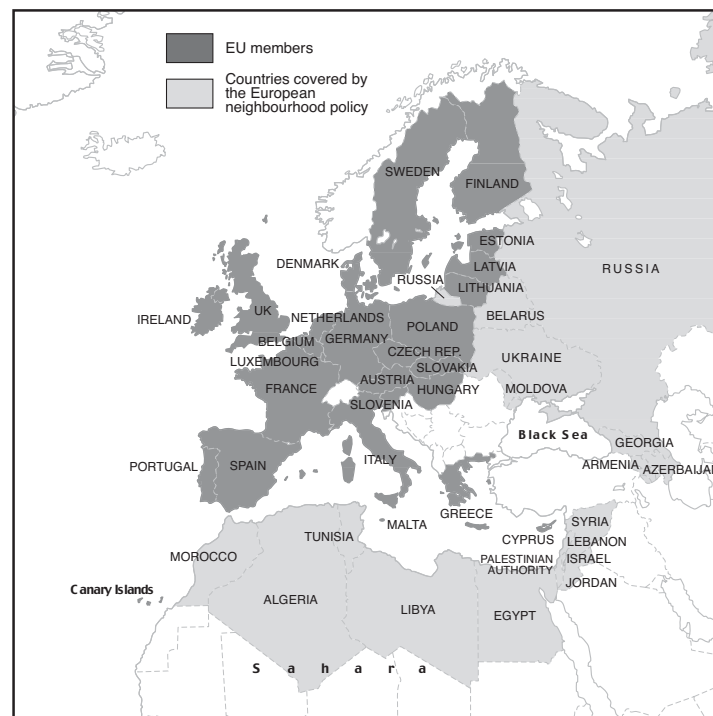 EU members
Countries covered by
the European
neighbourhood policy
SWEDEN
FINLAND
ESTONIA
DENMARK
LATVIA
RUSSIA
RUSSIA
LITHUANIA
IRELAND
UK
NETHERLANDS
BELARUS
POLAND
BELGIUM
GERMANY
CZECH REP.
UKRAINE
LUXEMBOURG
SLOVAKIA
AUSTRIA
FRANCE
HUNGARY
MOLDOVA
SLOVENIA
Black Sea
GEORGIA
PORTUGAL
SPAIN
ITALY
ARMENIA
AZERBAIJAN
GREECE
MALTA
SYRIA
TUNISIA
CYPRUS
LEBANON
MOROCCO
PALESTINIAN
AUTHORITY
ISRAEL
JORDAN
Canary Islands
ALGERIA
LIBYA
EGYPT
Sahara